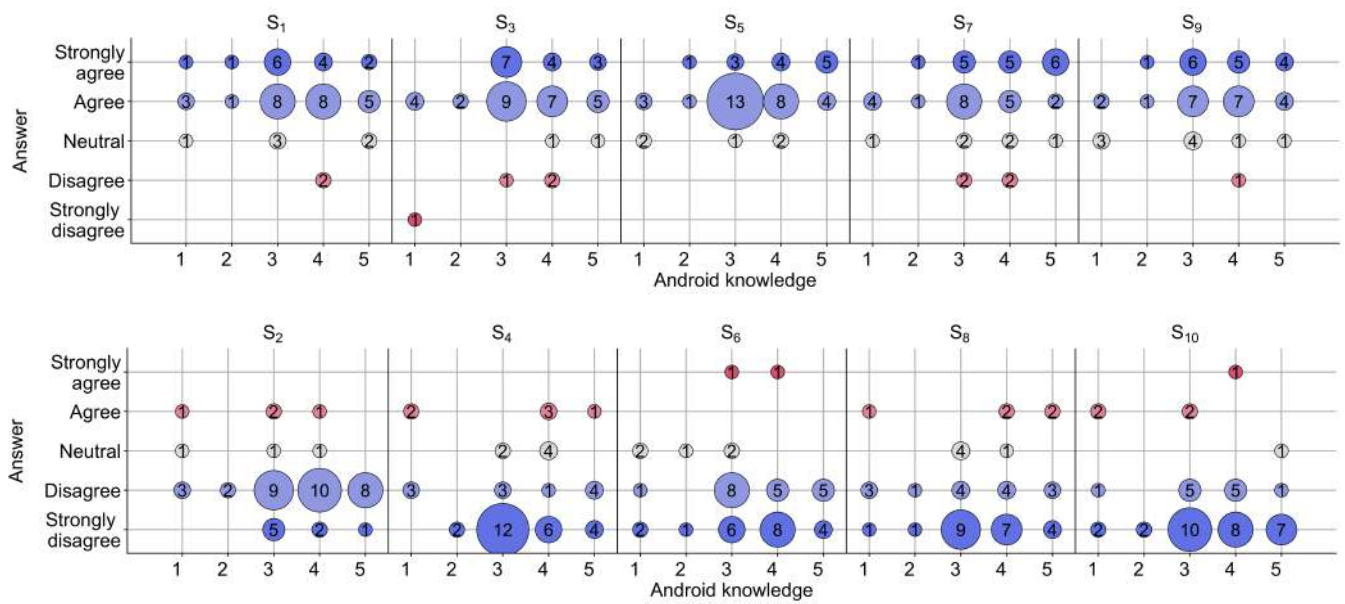 S1 S3 S5 S7 S9
Strongly agree 1 1 6 4 2 7 4 3 1 3 4 5 1 5 5 6 1 6 5 4
Agree 3 1 8 8 5 4 2 9 7 5 3 1 13 8 4 4 1 8 5 2 2 1 7 7 4
Neutral 1 3 2 1 1 2 1 2 1 2 2 1 3 4 1 1
Disagree 2 1 2 2 2 1
Strongly disagree 1
Answer
1 2 3 4 5 1 2 3 4 5 1 2 3 4 5 1 2 3 4 5 1 2 3 4 5
Android knowledge
S2 S4 S6 S8 S10
Strongly agree 1 1 1
Agree 1 2 1 2 3 1 1 2 2 2 2
Neutral 1 1 1 2 4 2 1 2 4 1 1
Disagree 3 2 9 10 8 3 3 1 4 1 8 5 5 3 1 4 4 3 1 5 5 1
Strongly disagree 5 2 1 2 12 6 4 2 1 6 8 4 1 1 9 7 4 2 2 10 8 7
Answer
1 2 3 4 5 1 2 3 4 5 1 2 3 4 5 1 2 3 4 5 1 2 3 4 5
Android knowledge